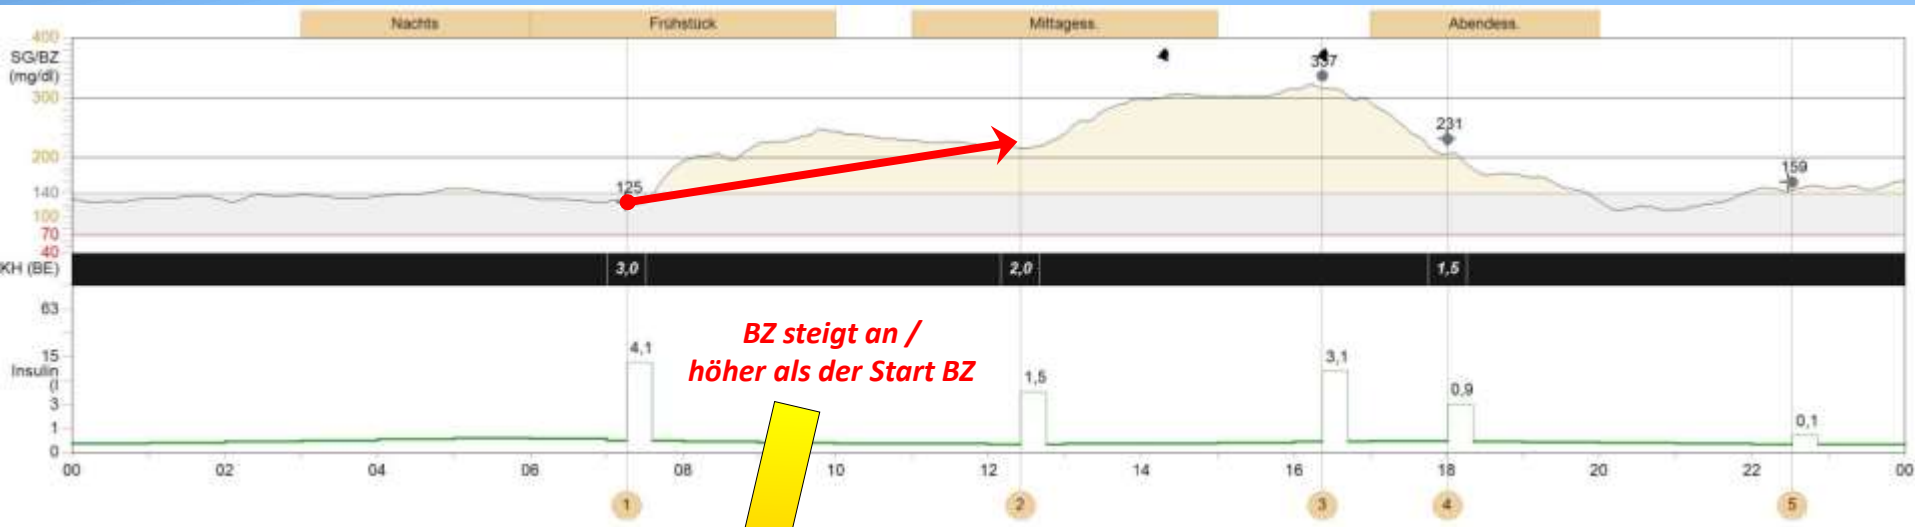 Nachts Frühstück Mittagess. Abendess.
400
SG/BZ
(mg/dl)
300
200
140
100
70
40
125
337
231
159
KH (BE)
3,0 2,0 1,5
63
15
Insulin
(I
3
1
0
BZ steigt an /
höher als der Start BZ
4,1 1,5 3,1 0,9 0,1
00 02 04 06 08 10 12 14 16 18 20 22 00
1 2 3 4 5